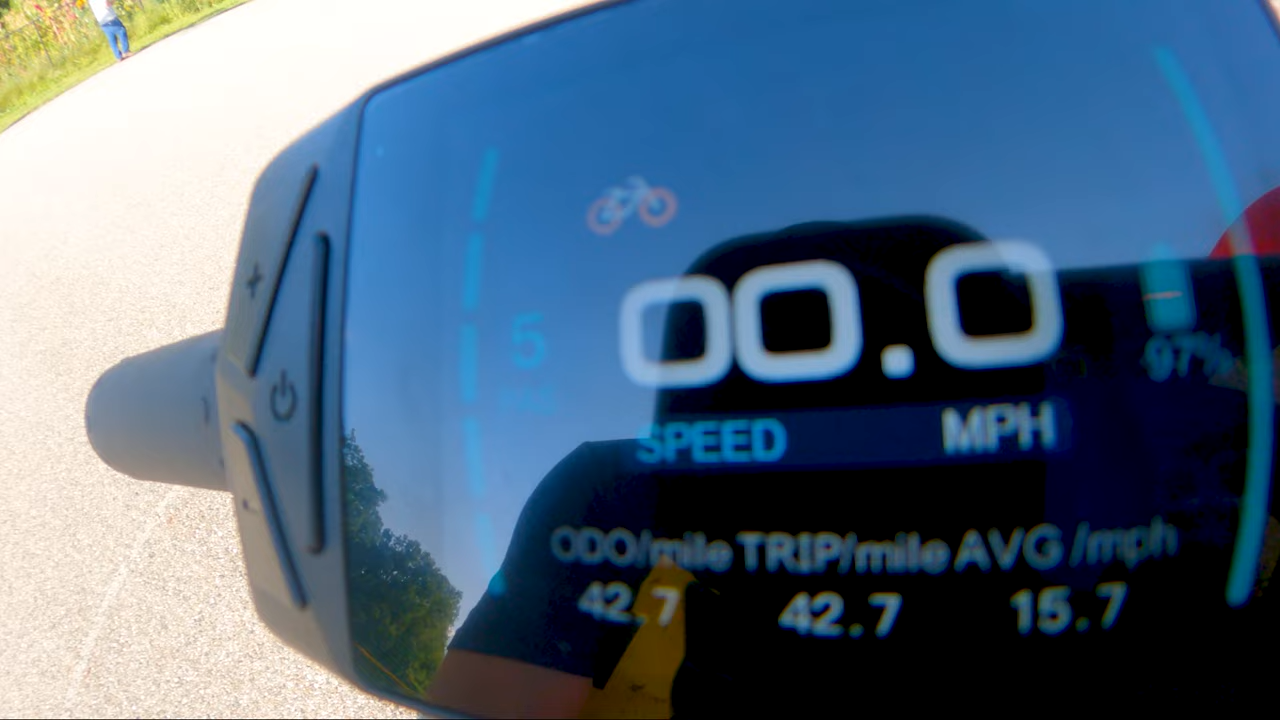 5
00.0
97%
SPEED MPH
ODO/mile TRIP/mile AVG /mph
42.7 42.7 15.7